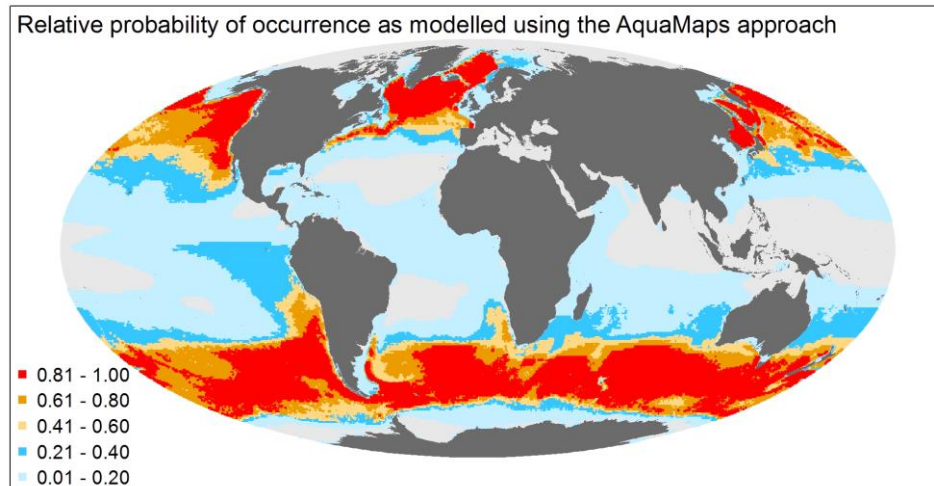 Relative probability of occurrence as modelled using the AquaMaps approach
0.81 - 1.00
0.61 - 0.80
0.41 - 0.60
0.21 - 0.40
0.01 - 0.20